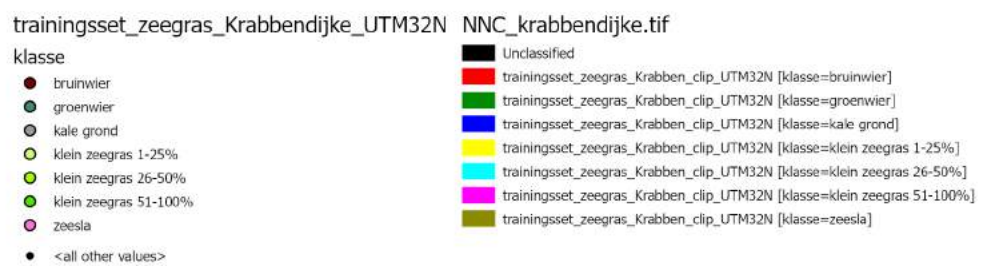 trainingsset_zeegras_Krabbendijke_UTM32N
klasse
bruinwier
groenwier
kale grond
klein zeegras 1-25%
klein zeegras 26-50%
klein zeegras 51-100%
zeesla
<all other values>
NNC_krabbendijke.tif
Unclassified
trainingsset_zeegras_Krabben_clip_UTM32N [klasse=bruinwier]
trainingsset_zeegras_Krabben_clip_UTM32N [klasse=groenwier]
trainingsset_zeegras_Krabben_clip_UTM32N [klasse=kale grond]
trainingsset_zeegras_Krabben_clip_UTM32N [klasse=klein zeegras 1-25%]
trainingsset_zeegras_Krabben_clip_UTM32N [klasse=klein zeegras 26-50%]
trainingsset_zeegras_Krabben_clip_UTM32N [klasse=klein zeegras 51-100%]
trainingsset_zeegras_Krabben_clip_UTM32N [klasse=zeesla]